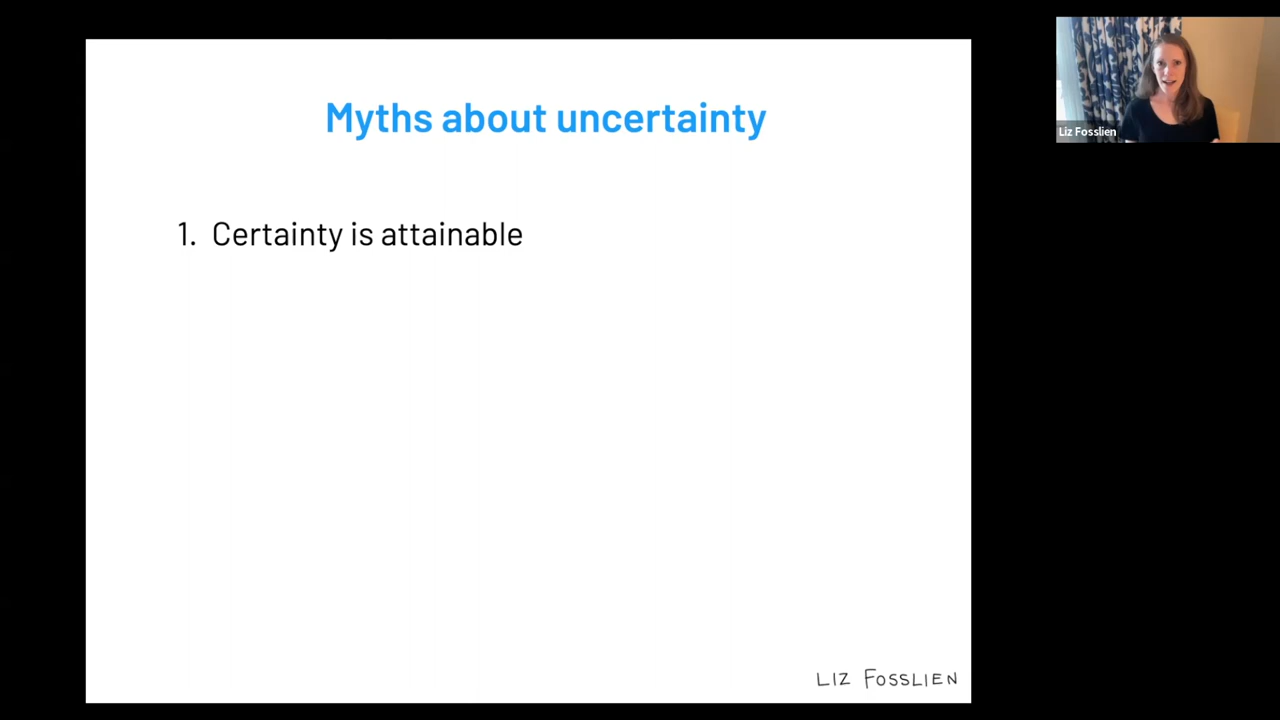 Myths about uncertainty
Liz Fosslien
1. Certainty is attainable
LIZ FOSSLIEN